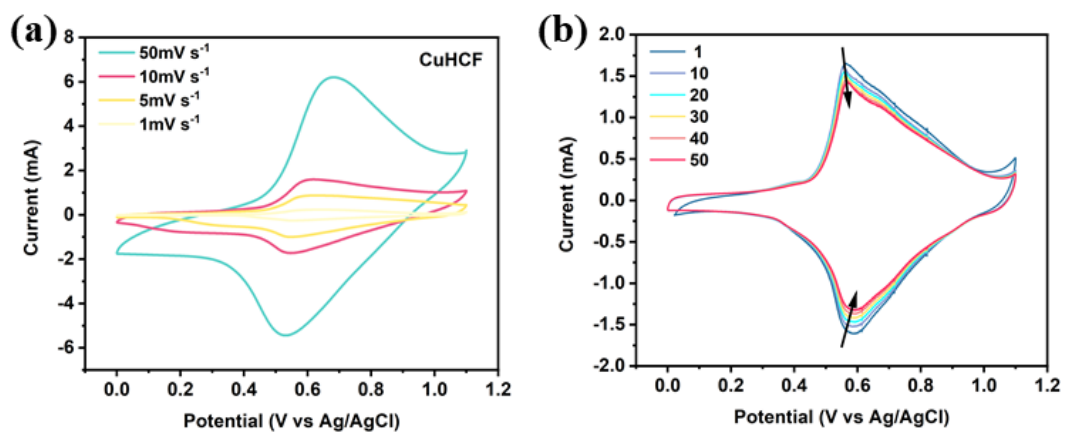 (a)
50mV s⁻¹
10mV s⁻¹
5mV s⁻¹
1mV s⁻¹
CuHCF
8
6
4
2
0
-2
-4
-6
Current (mA)
0.0 0.2 0.4 0.6 0.8 1.0 1.2
Potential (V vs Ag/AgCl)
(b)
1
10
20
30
40
50
2.0
1.5
1.0
0.5
0.0
-0.5
-1.0
-1.5
-2.0
Current (mA)
0.0 0.2 0.4 0.6 0.8 1.0 1.2
Potential (V vs Ag/AgCl)